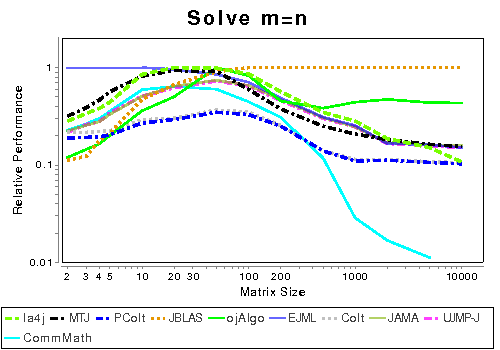 Solve m=n
Relative Performance
1
0.1
0.01
2 3 4 5 10 20 30 50 100 200 1000 10000
Matrix Size
la4j MTJ PColt JBLAS ojAlgo EJML Colt JAMA UJMP-J
CommMath